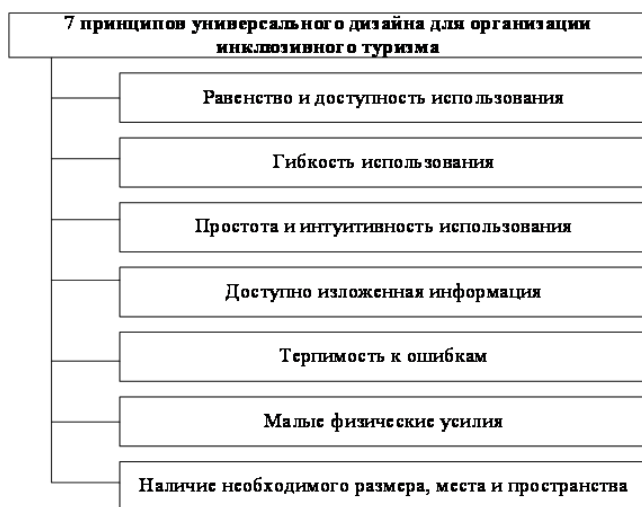 7 принципов универсального дизайна для организации
инклюзивного туризма
Равенство и доступность использования
Гибкость использования
Простота и интуитивность использования
Доступно изложенная информация
Терпимость к ошибкам
Малые физические усилия
Наличие необходимого размера, места и пространства